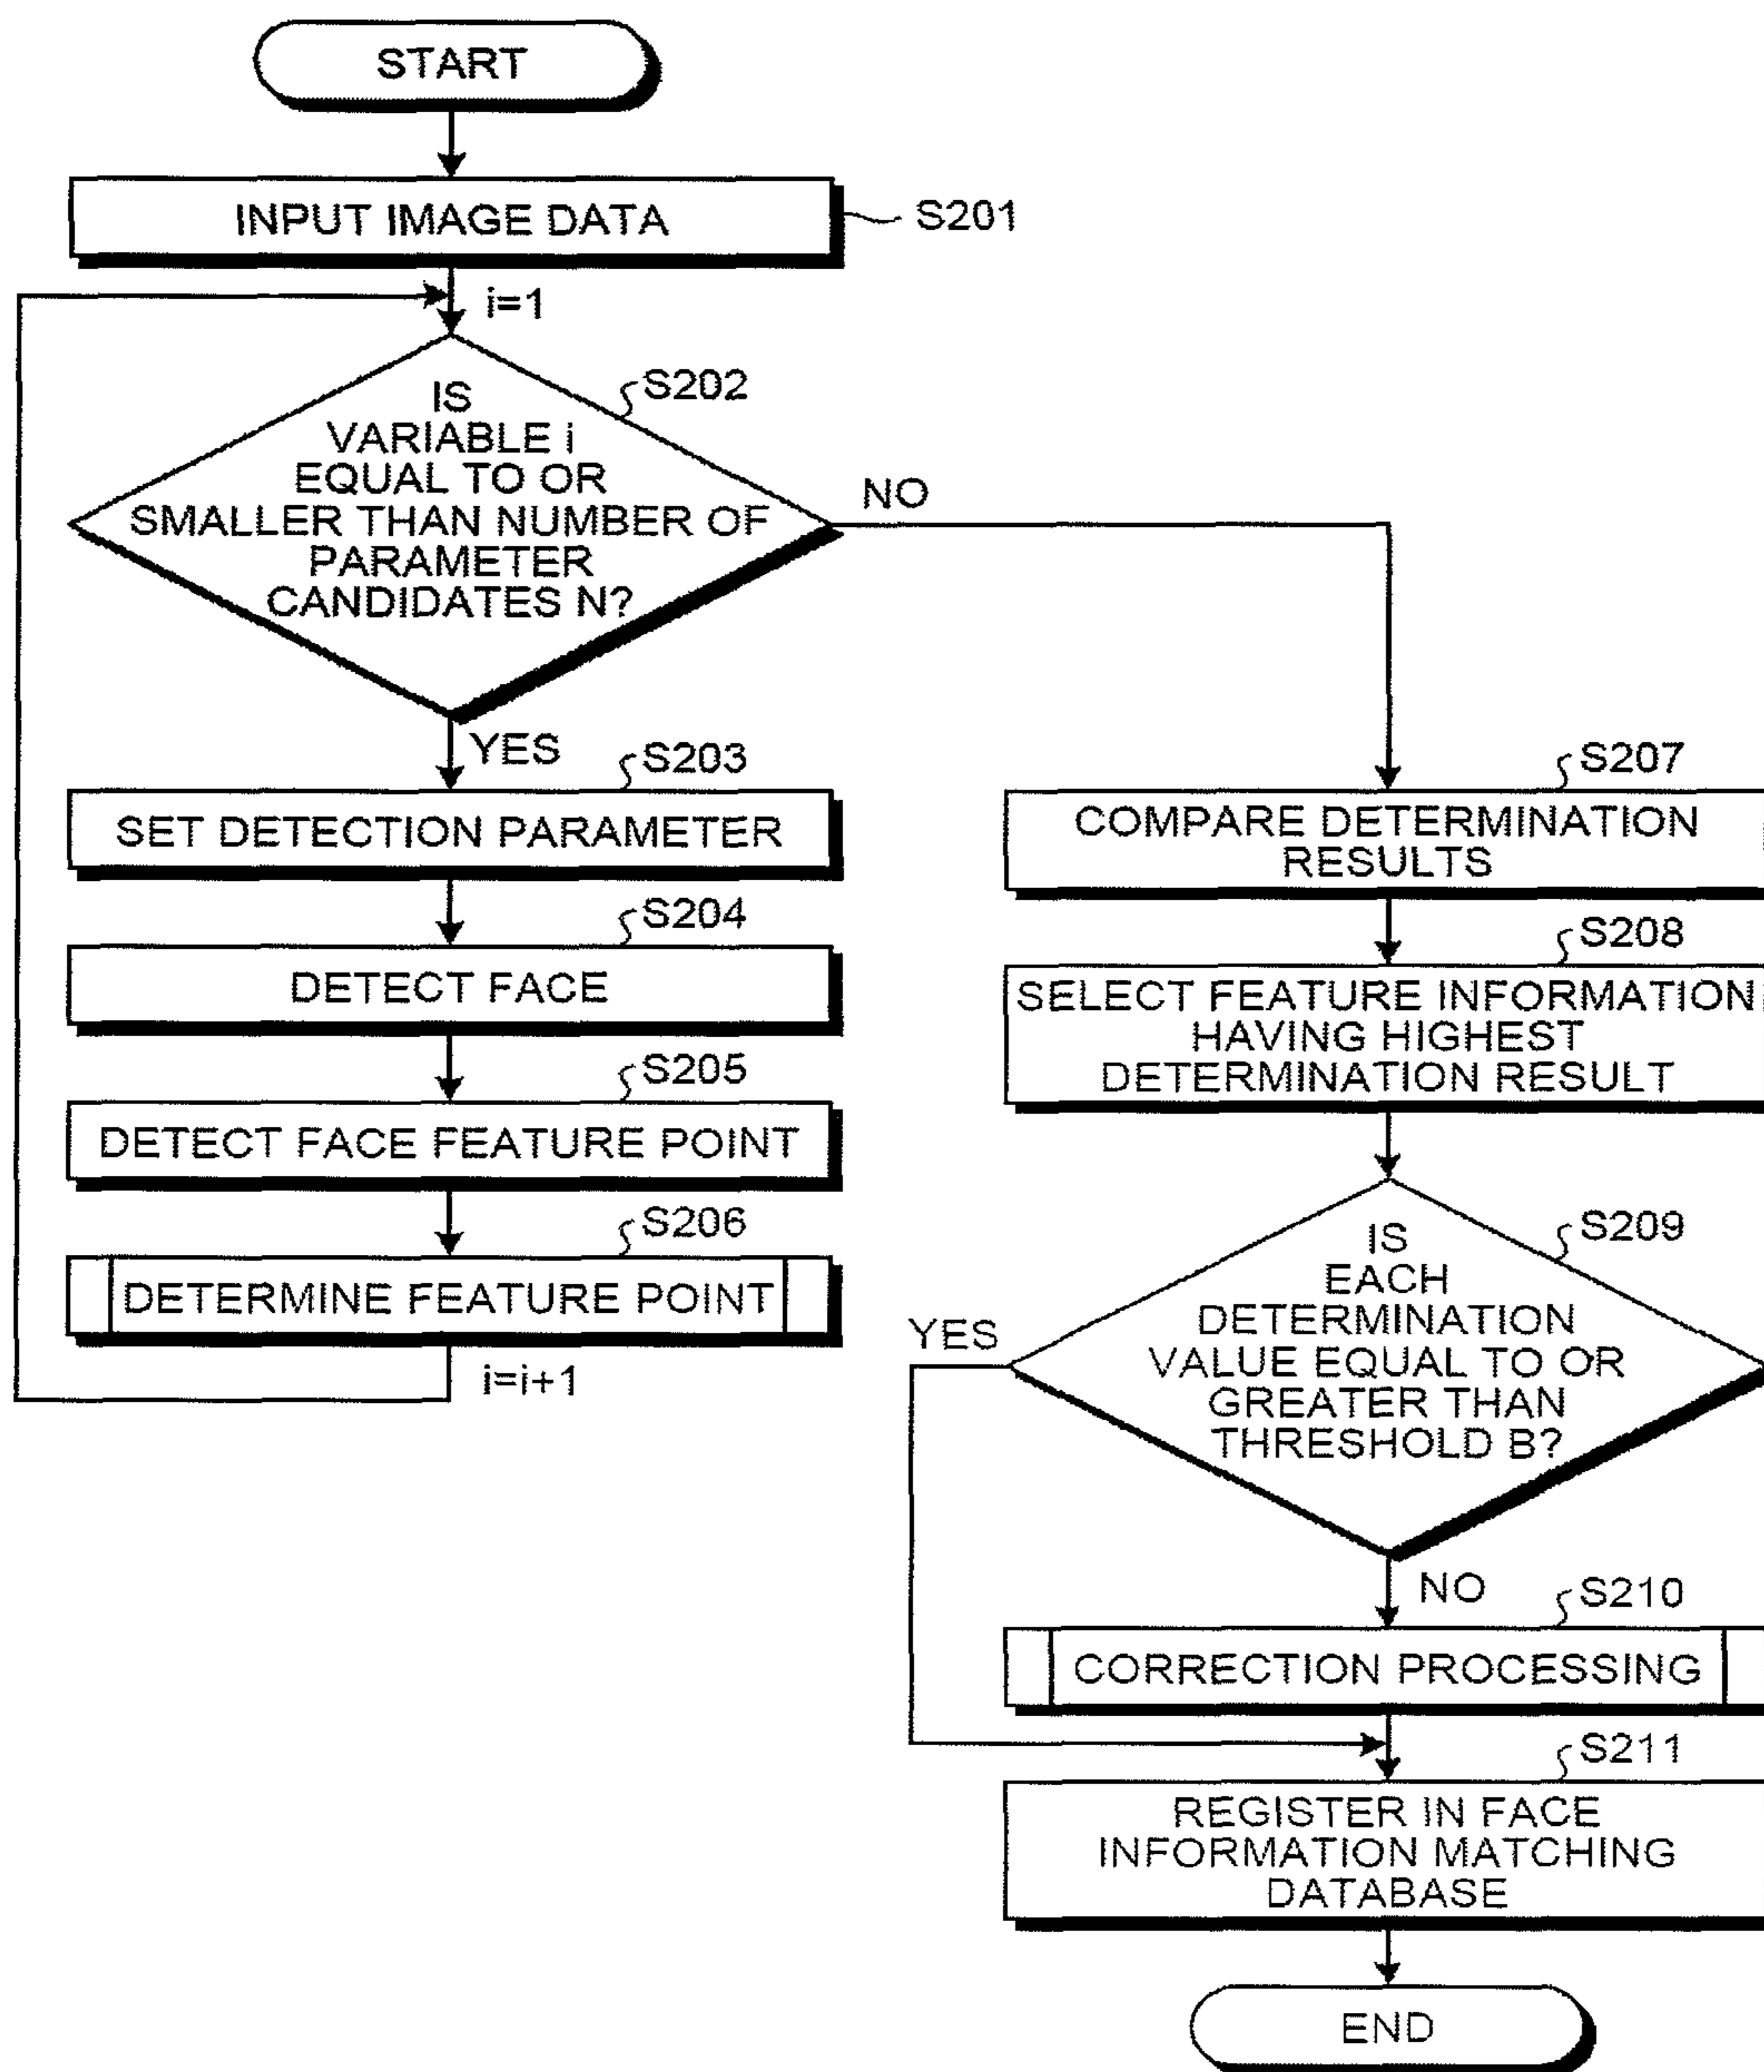 START
INPUT IMAGE DATA
S201
i=1
S202
IS
VARIABLE i
EQUAL TO OR
SMALLER THAN NUMBER OF
PARAMETER
CANDIDATES N?
NO
YES
S203
SET DETECTION PARAMETER
S204
DETECT FACE
S205
DETECT FACE FEATURE POINT
S206
DETERMINE FEATURE POINT
i=i+1
S207
COMPARE DETERMINATION
RESULTS
S208
SELECT FEATURE INFORMATION
HAVING HIGHEST
DETERMINATION RESULT
S209
IS
EACH
DETERMINATION
VALUE EQUAL TO OR
GREATER THAN
THRESHOLD B?
YES
NO
S210
CORRECTION PROCESSING
S211
REGISTER IN FACE
INFORMATION MATCHING
DATABASE
END